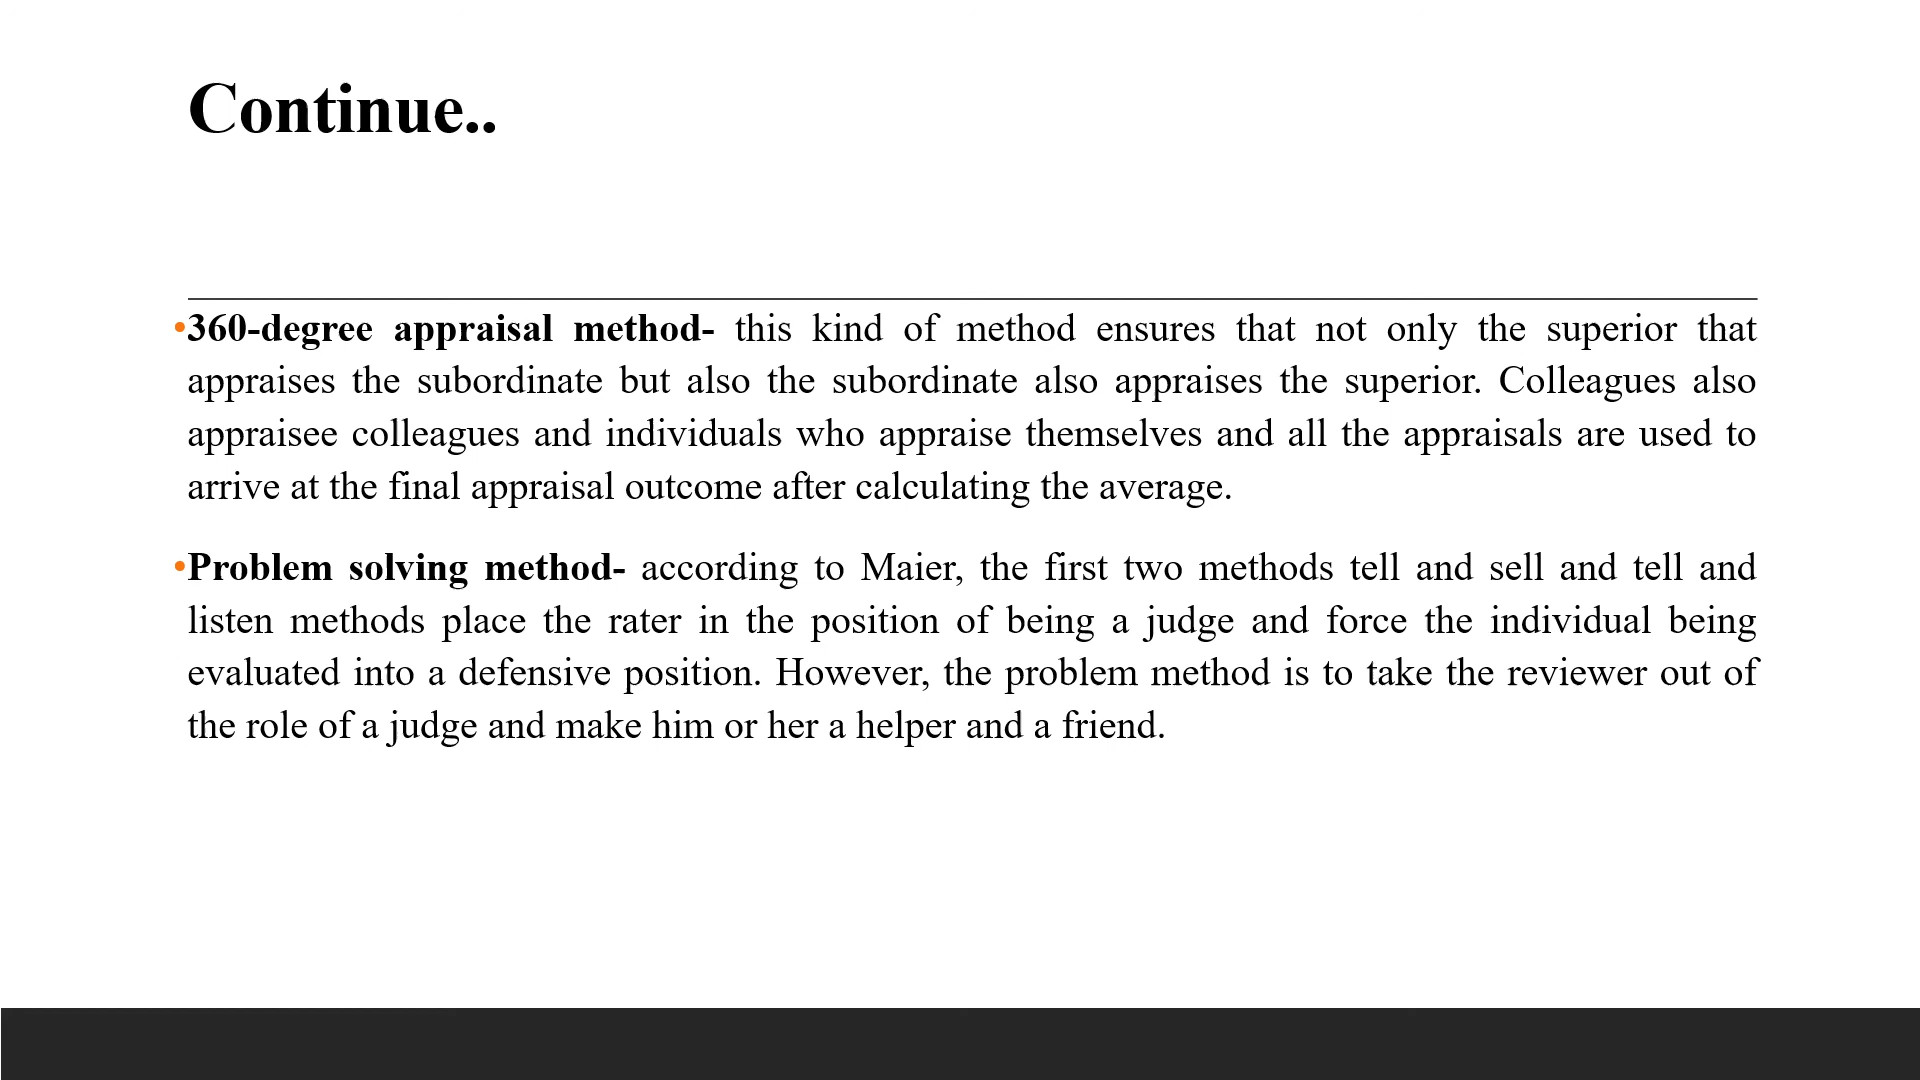 Continue..
•360-degree appraisal method- this kind of method ensures that not only the superior that
appraises the subordinate but also the subordinate also appraises the superior. Colleagues also
appraisee colleagues and individuals who appraise themselves and all the appraisals are used to
arrive at the final appraisal outcome after calculating the average.
•Problem solving method- according to Maier, the first two methods tell and sell and tell and
listen methods place the rater in the position of being a judge and force the individual being
evaluated into a defensive position. However, the problem method is to take the reviewer out of
the role of a judge and make him or her a helper and a friend.